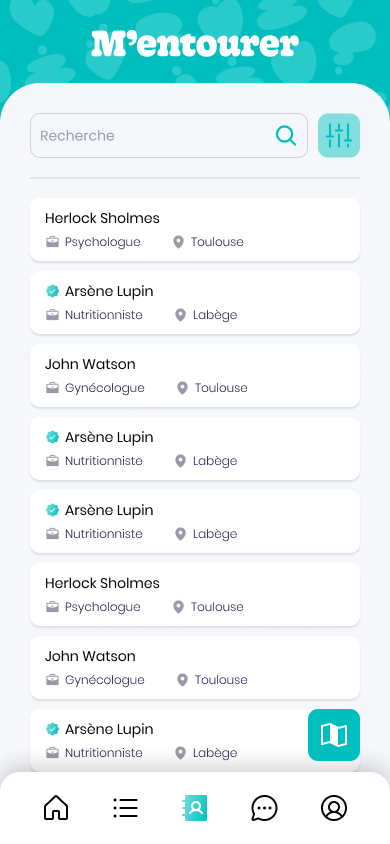 M'entourer
Recherche
Herlock Sholmes
Psychologue Toulouse
Arsène Lupin
Nutritionniste Labège
John Watson
Gynécologue Toulouse
Arsène Lupin
Nutritionniste Labège
Arsène Lupin
Nutritionniste Labège
Herlock Sholmes
Psychologue Toulouse
John Watson
Gynécologue Toulouse
Arsène Lupin
Nutritionniste Labège